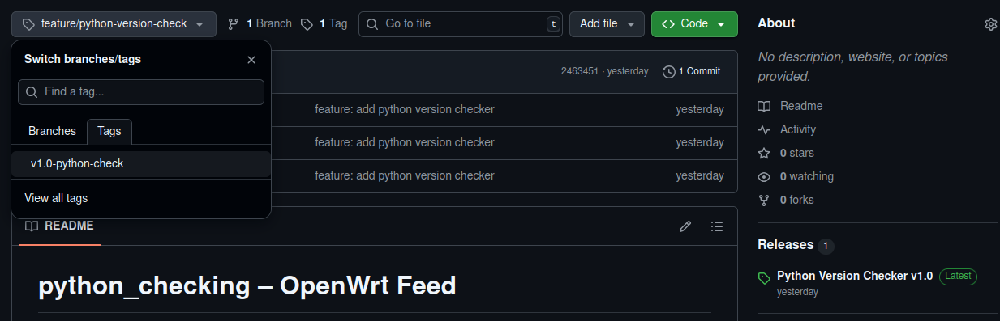 feature/python-version-check
1 Branch
1 Tag
Go to file
t
Add file
Code
Switch branches/tags
Find a tag...
Branches
Tags
v1.0-python-check
View all tags
2463451 · yesterday
1 Commit
feature: add python version checker
yesterday
feature: add python version checker
yesterday
feature: add python version checker
yesterday
README
python_checking – OpenWrt Feed
About
No description, website, or topics
provided.
Readme
Activity
0 stars
0 watching
0 forks
Releases 1
Python Version Checker v1.0 Latest
yesterday